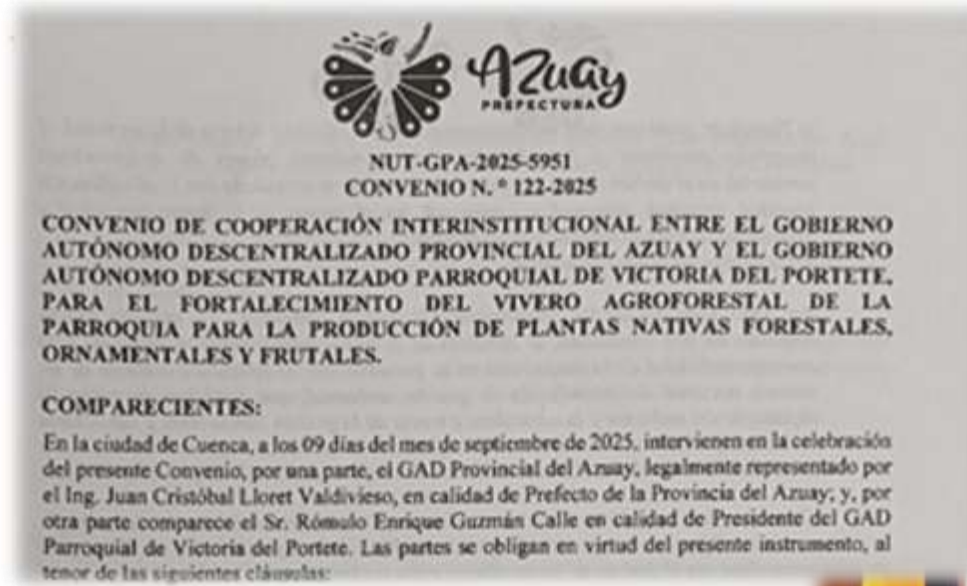 Azuay
PREFECTURA
NUT-GPA-2025-5951
CONVENIO N. º 122-2025
CONVENIO DE COOPERACIÓN INTERINSTITUCIONAL ENTRE EL GOBIERNO
AUTÓNOMO DESCENTRALIZADO PROVINCIAL DEL AZUAY Y EL GOBIERNO
AUTÓNOMO DESCENTRALIZADO PARROQUIAL DE VICTORIA DEL PORTETE,
PARA EL FORTALECIMIENTO DEL VIVERO AGROFORESTAL DE LA
PARROQUIA PARA LA PRODUCCIÓN DE PLANTAS NATIVAS FORESTALES,
ORNAMENTALES Y FRUTALES.
COMPARECIENTES:
En la ciudad de Cuenca, a los 09 días del mes de septiembre de 2025, intervienen en la celebración
del presente Convenio, por una parte, el GAD Provincial del Azuay, legalmente representado por
el Ing. Juan Cristóbal Lloret Valdivieso, en calidad de Prefecto de la Provincia del Azuay; y, por
otra parte comparece el Sr. Rómulo Enrique Guzmán Calle en calidad de Presidente del GAD
Parroquial de Victoria del Portete. Las partes se obligan en virtud del presente instrumento, al
tenor de las siguientes cláusulas: